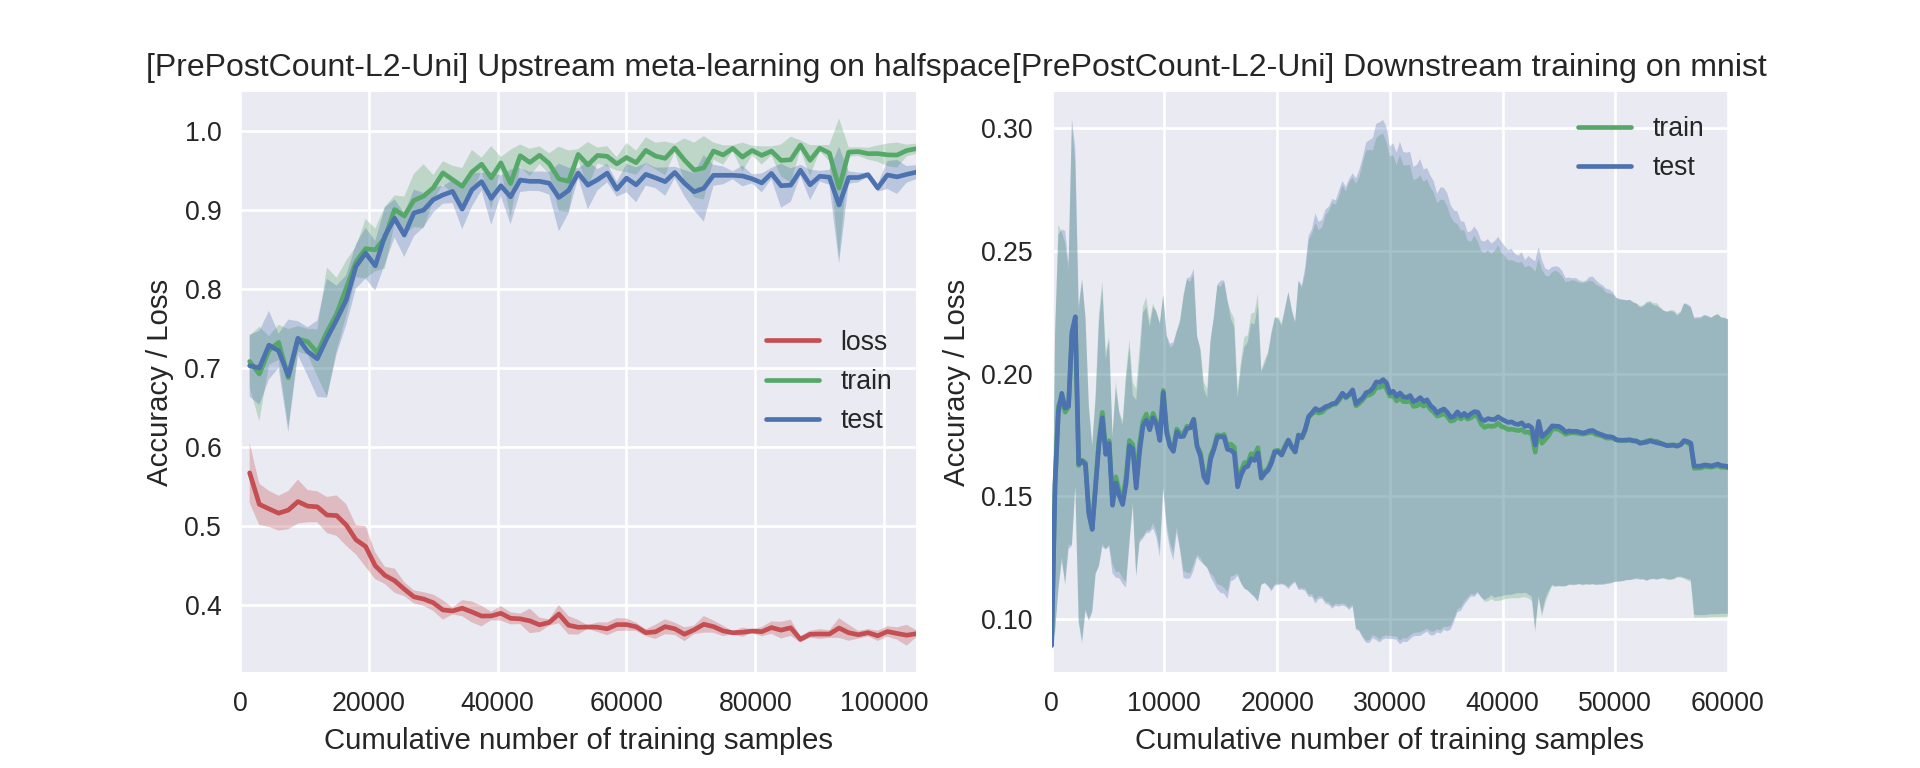 [PrePostCount-L2-Uni] Upstream meta-learning on halfspace
1.0
0.9
0.8
0.7
0.6
0.5
0.4
Accuracy / Loss
loss
train
test
0 20000 40000 60000 80000 100000
Cumulative number of training samples
[PrePostCount-L2-Uni] Downstream training on mnist
0.30
0.25
0.20
0.15
0.10
Accuracy / Loss
train
test
0 10000 20000 30000 40000 50000 60000
Cumulative number of training samples